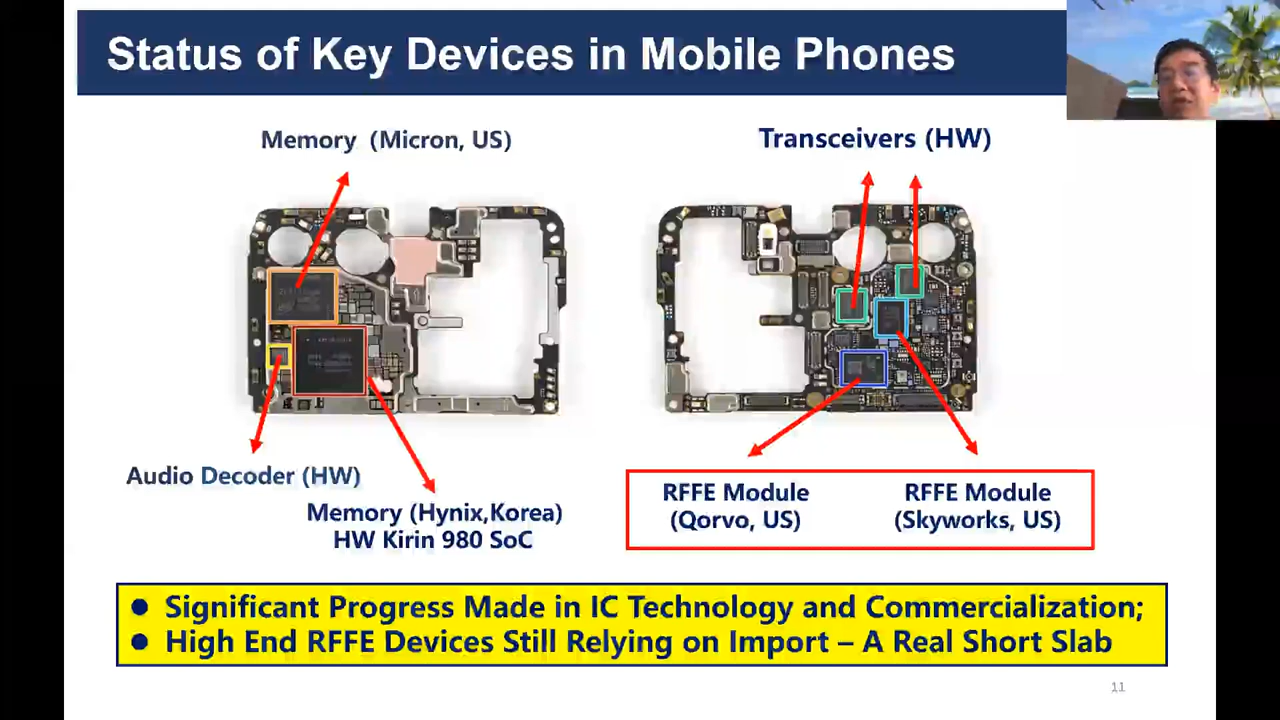 Status of Key Devices in Mobile Phones
Memory (Micron, US)
Transceivers (HW)
Audio Decoder (HW)
Memory (Hynix,Korea)
HW Kirin 980 SoC
RFFE Module
(Qorvo, US)
RFFE Module
(Skyworks, US)
● Significant Progress Made in IC Technology and Commercialization;
● High End RFFE Devices Still Relying on Import – A Real Short Slab
11